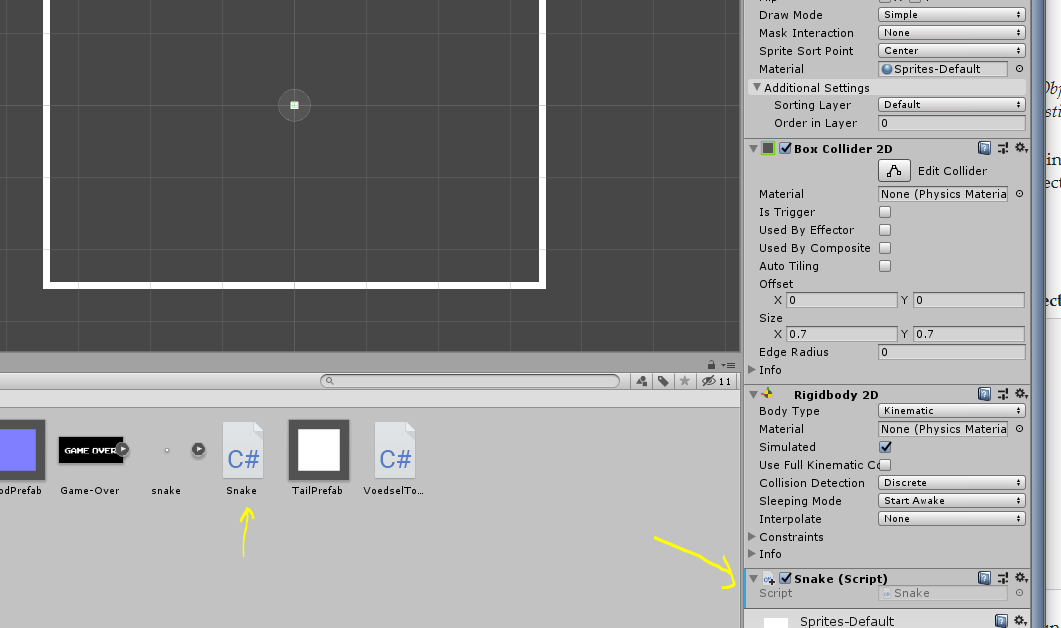 Draw Mode Simple
Mask Interaction None
Sprite Sort Point Center
Material Sprites-Default
Additional Settings
Sorting Layer Default
Order in Layer 0
Box Collider 2D
Edit Collider
Material None (Physics Materia
Is Trigger
Used By Effector
Used By Composite
Auto Tiling
Offset
X 0 Y 0
Size
X 0.7 Y 0.7
Edge Radius 0
Info
11
Rigidbody 2D
Body Type Kinematic
Material None (Physics Materia
Simulated
Use Full Kinematic Co
Collision Detection Discrete
Sleeping Mode Start Awake
Interpolate None
Constraints
Info
Snake (Script)
Script Snake
Sprites-Default
GAME OVER
C# C#
odPrefab Game-Over snake Snake TailPrefab VoedselTo...